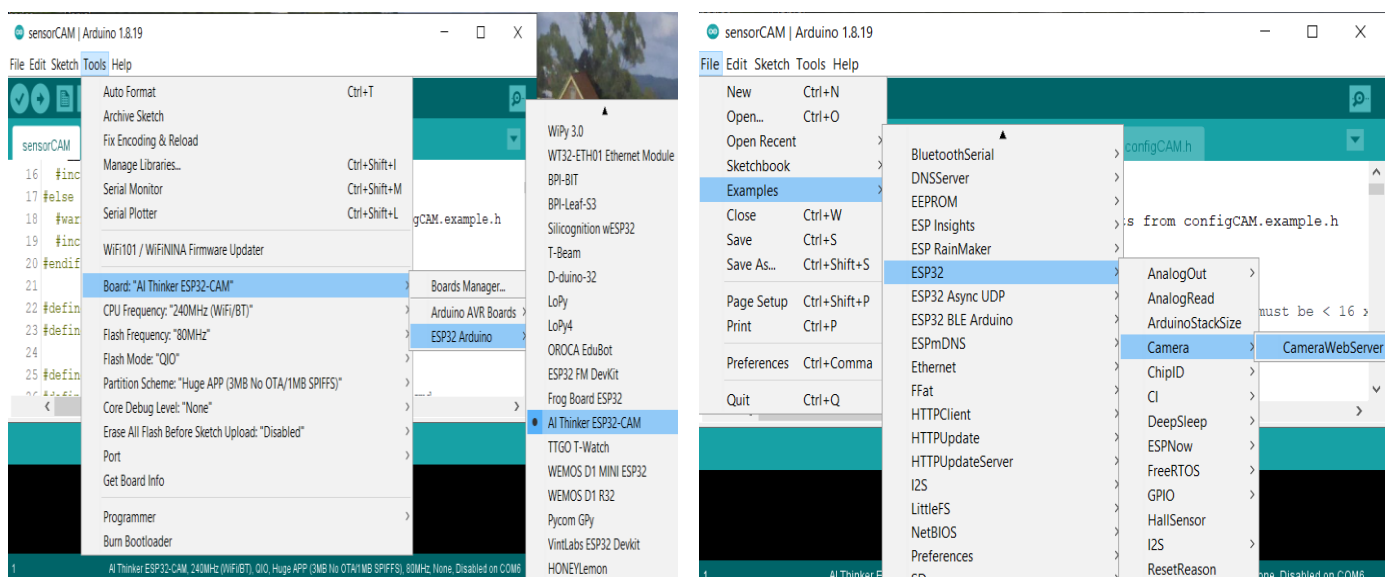 sensorCAM | Arduino 1.8.19
File Edit Sketch Tools Help
sensorCAM
16 #inc
17 #else
18 #war
19 #inc
20 #endif
21
22 #defin
23 #defin
24
25 #defin
gCAM.example.h
Auto Format Ctrl+T
Archive Sketch
Fix Encoding & Reload
Manage Libraries... Ctrl+Shift+I
Serial Monitor Ctrl+Shift+M
Serial Plotter Ctrl+Shift+L
WiFi101 / WiFiNINA Firmware Updater
Board: "AI Thinker ESP32-CAM"
CPU Frequency: "240MHz (WiFi/BT)"
Flash Frequency: "80MHz"
Flash Mode: "QIO"
Partition Scheme: "Huge APP (3MB No OTA/1MB SPIFFS)"
Core Debug Level: "None"
Erase All Flash Before Sketch Upload: "Disabled"
Port
Get Board Info
Programmer
Burn Bootloader
Boards Manager...
Arduino AVR Boards
ESP32 Arduino
WiPy 3.0
WT32-ETH01 Ethernet Module
BPI-BIT
BPI-Leaf-S3
Silicognition wESP32
T-Beam
D-duino-32
LoPy
LoPy4
OROCA EduBot
ESP32 FM DevKit
Frog Board ESP32
AI Thinker ESP32-CAM
TTGO T-Watch
WEMOS D1 MINI ESP32
WEMOS D1 R32
Pycom GPy
VintLabs ESP32 Devkit
HONEYLemon
1 AI Thinker ESP32-CAM, 240MHz (WiFi/BT), QIO, Huge APP (3MB No OTA/1MB SPIFFS), 80MHz, None, Disabled on COM6
sensorCAM | Arduino 1.8.19
File Edit Sketch Tools Help
New Ctrl+N
Open... Ctrl+O
Open Recent
Sketchbook
Examples
Close Ctrl+W
Save Ctrl+S
Save As... Ctrl+Shift+S
Page Setup Ctrl+Shift+P
Print Ctrl+P
Preferences Ctrl+Comma
Quit Ctrl+Q
BluetoothSerial
DNSServer
EEPROM
ESP Insights
ESP RainMaker
ESP32
ESP32 Async UDP
ESP32 BLE Arduino
ESPmDNS
Ethernet
FFat
HTTPClient
HTTPUpdate
HTTPUpdateServer
I2S
LittleFS
NetBIOS
Preferences
configCAM.h
s from configCAM.example.h
must be < 16
AnalogOut
AnalogRead
ArduinoStackSize
Camera
ChipID
CI
DeepSleep
ESPNow
FreeRTOS
GPIO
HallSensor
I2S
ResetReason
CameraWebServer
1 AI Thinker E
one, Disabled on COM6